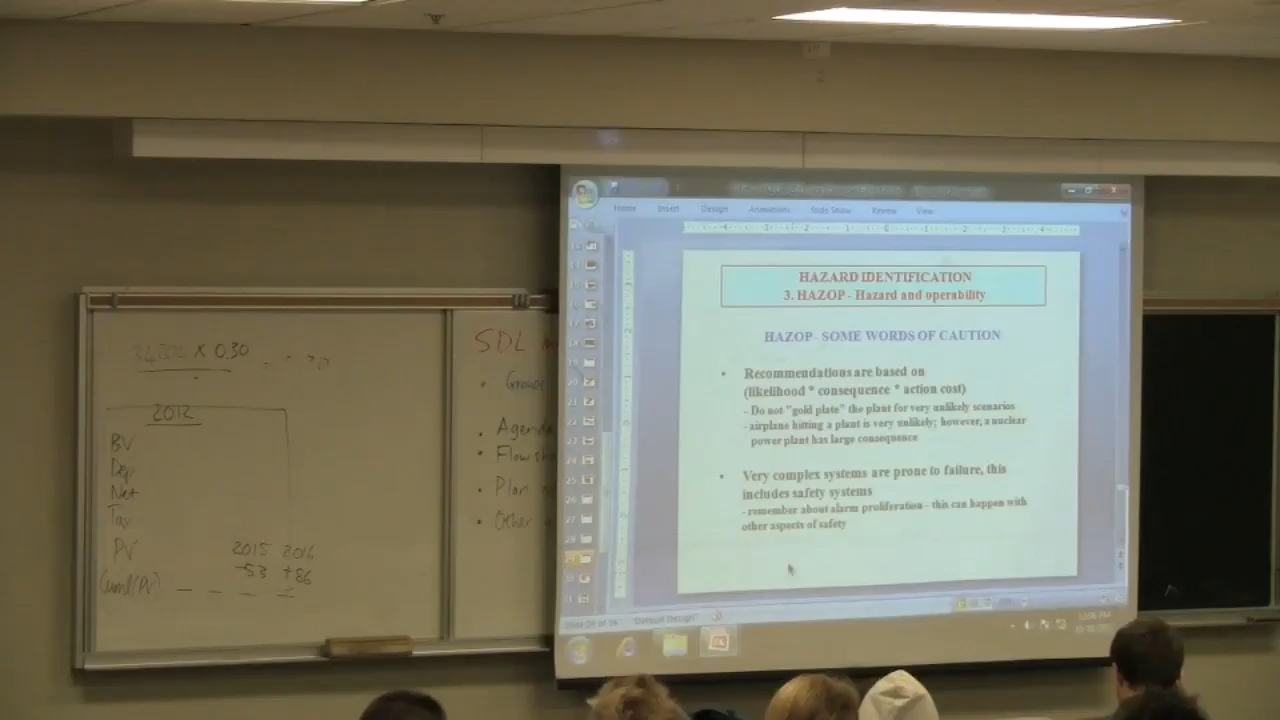 X 0.30
2012
BV
Dep
Net
Tax
PV
2015 2016
-53 +86
Cuml(PV)
SDL
Agenda
Plan
Other
Home Insert Design Animations Slide Show Review View
HAZARD IDENTIFICATION
3. HAZOP - Hazard and operability
HAZOP - SOME WORDS OF CAUTION
• Recommendations are based on
(likelihood * consequence * action cost)
- Do not "gold plate" the plant for very unlikely scenarios
- airplane hitting a plant is very unlikely; however, a nuclear
power plant has large consequence
• Very complex systems are prone to failure, this
includes safety systems
- remember about alarm proliferation - this can happen with
other aspects of safety
"Default Design"